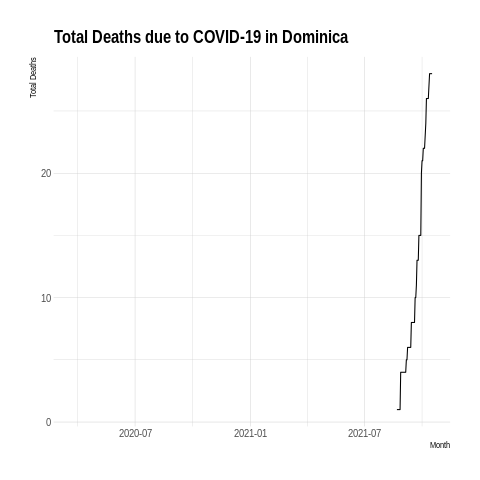 Total Deaths due to COVID-19 in Dominica
Total Deaths
20
10
0
2020-07 2021-01 2021-07
Month